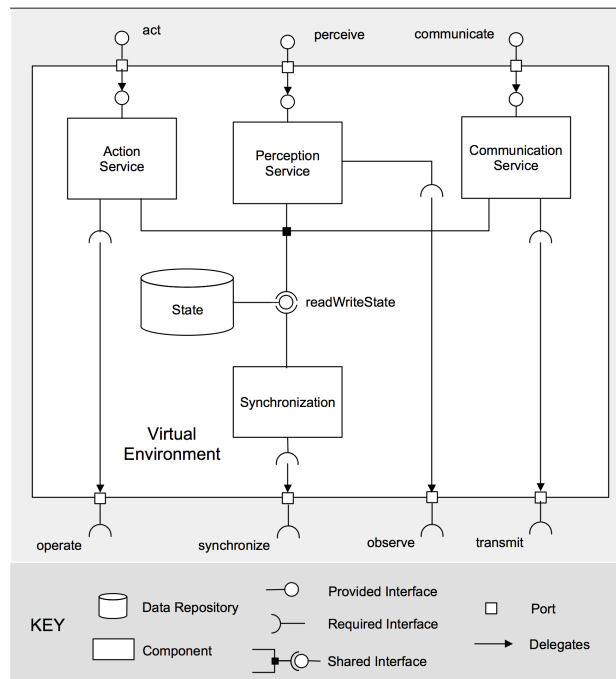 act
perceive
communicate
Action
Service
Perception
Service
Communication
Service
State
readWriteState
Synchronization
Virtual
Environment
operate
synchronize
observe
transmit
KEY
Data Repository
Component
Provided Interface
Required Interface
Shared Interface
Port
Delegates